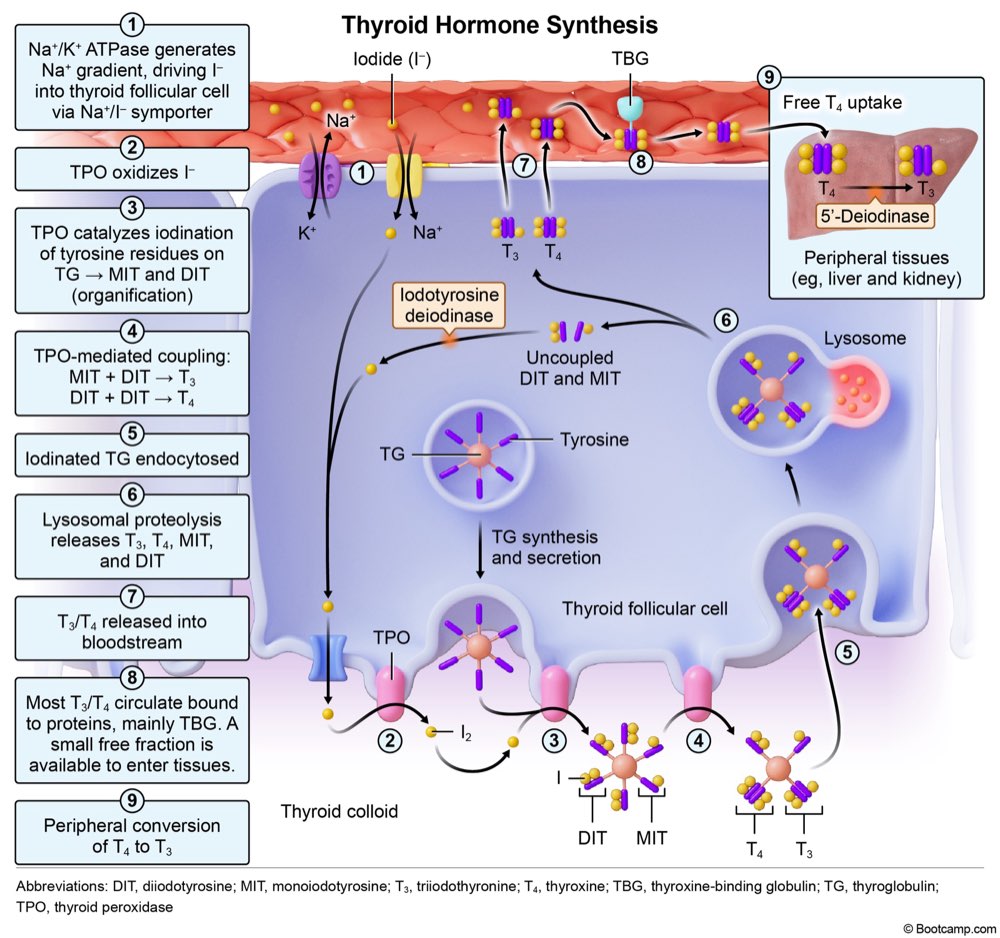 Thyroid Hormone Synthesis
1
Na⁺/K⁺ ATPase generates
Na⁺ gradient, driving I⁻
into thyroid follicular cell
via Na⁺/I⁻ symporter
2
TPO oxidizes I⁻
3
TPO catalyzes iodination
of tyrosine residues on
TG → MIT and DIT
(organification)
4
TPO-mediated coupling:
MIT + DIT → T₃
DIT + DIT → T₄
5
Iodinated TG endocytosed
6
Lysosomal proteolysis
releases T₃, T₄, MIT,
and DIT
7
T₃/T₄ released into
bloodstream
8
Most T₃/T₄ circulate bound
to proteins, mainly TBG. A
small free fraction is
available to enter tissues.
9
Peripheral conversion
of T₄ to T₃
Iodide (I⁻)
TBG
Na⁺
1
7
8
K⁺
Na⁺
T₃
T₄
9
Free T₄ uptake
T₄
T₃
5’-Deiodinase
Peripheral tissues
(eg, liver and kidney)
Iodotyrosine
deiodinase
Uncoupled
DIT and MIT
6
Lysosome
TG
Tyrosine
TG synthesis
and secretion
Thyroid follicular cell
TPO
5
2
I₂
3
4
I
DIT
MIT
T₄
T₃
Thyroid colloid
Abbreviations: DIT, diiodotyrosine; MIT, monoiodotyrosine; T₃, triiodothyronine; T₄, thyroxine; TBG, thyroxine-binding globulin; TG, thyroglobulin;
TPO, thyroid peroxidase
© Bootcamp.com